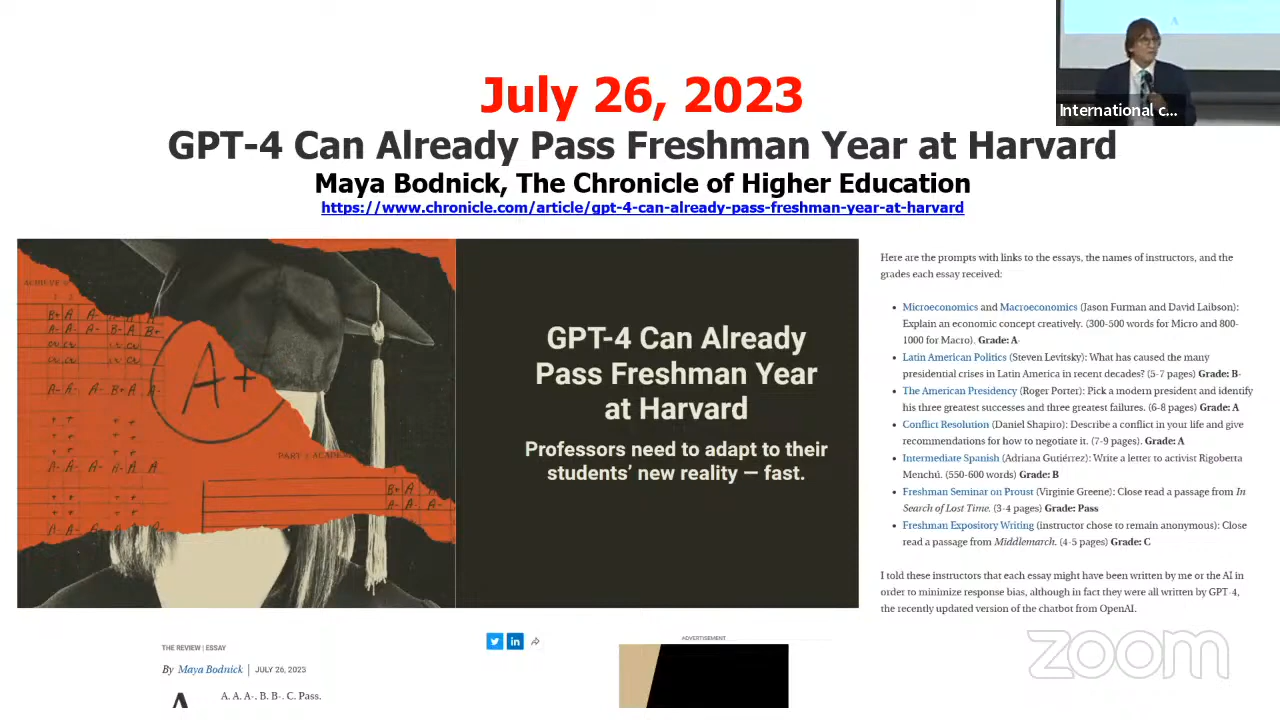 International c...
July 26, 2023
GPT-4 Can Already Pass Freshman Year at Harvard
Maya Bodnick, The Chronicle of Higher Education
https://www.chronicle.com/article/gpt-4-can-already-pass-freshman-year-at-harvard
A+
GPT-4 Can Already
Pass Freshman Year
at Harvard
Professors need to adapt to their
students’ new reality — fast.
Here are the prompts with links to the essays, the names of instructors, and the
grades each essay received:
• Microeconomics and Macroeconomics (Jason Furman and David Laibson):
Explain an economic concept creatively. (300-500 words for Micro and 800-
1000 for Macro). Grade: A-
• Latin American Politics (Steven Levitsky): What has caused the many
presidential crises in Latin America in recent decades? (5-7 pages) Grade: B-
• The American Presidency (Roger Porter): Pick a modern president and identify
his three greatest successes and three greatest failures. (6-8 pages) Grade: A
• Conflict Resolution (Daniel Shapiro): Describe a conflict in your life and give
recommendations for how to negotiate it. (7-9 pages). Grade: A
• Intermediate Spanish (Adriana Gutiérrez): Write a letter to activist Rigoberta
Menchú. (550-600 words) Grade: B
• Freshman Seminar on Proust (Virginie Greene): Close read a passage from In
Search of Lost Time. (3-4 pages) Grade: Pass
• Freshman Expository Writing (instructor chose to remain anonymous): Close
read a passage from Middlemarch. (4-5 pages) Grade: C
I told these instructors that each essay might have been written by me or the AI in
order to minimize response bias, although in fact they were all written by GPT-4,
the recently updated version of the chatbot from OpenAI.
THE REVIEW | ESSAY
By Maya Bodnick | JULY 26, 2023
A. A. A-. B. B-. C. Pass.
ADVERTISEMENT
zoom